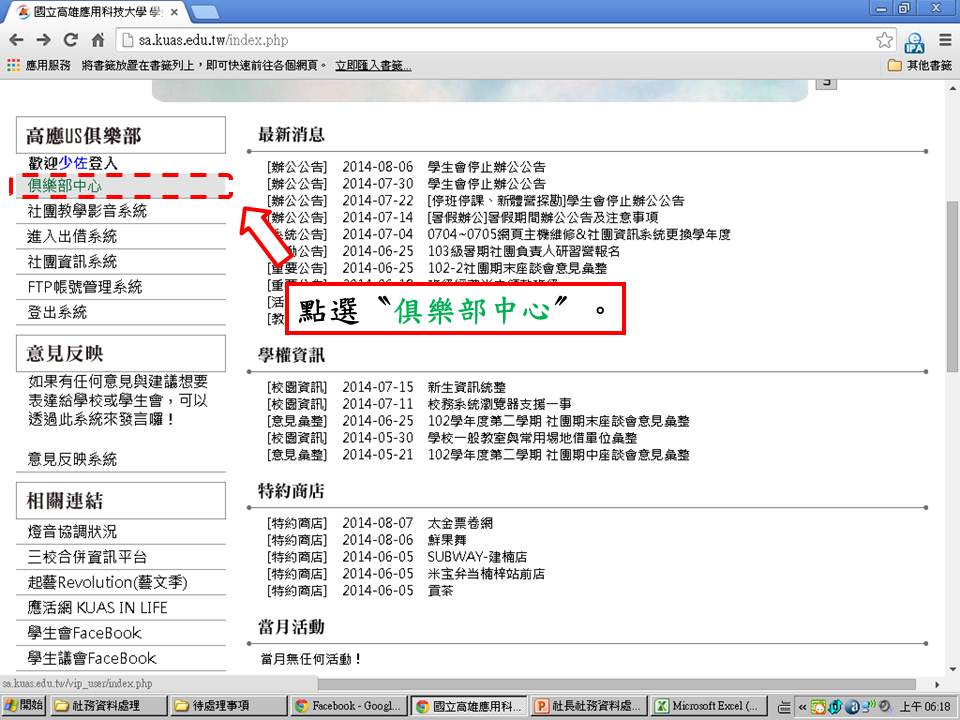 國立高雄應用科技大學 學
sa.kuas.edu.tw/index.php
應用服務 將書籤放置在書籤列上，即可快速前往各個網頁。 立即匯入書籤...
其他書籤
高應US俱樂部
歡迎少佐登入
俱樂部中心
社團教學影音系統
進入出借系統
社團資訊系統
FTP帳號管理系統
登出系統
意見反映
如果有任何意見與建議想要
表達給學校或學生會，可以
透過此系統來發言囉！
意見反映系統
相關連結
燈音協調狀況
三校合併資訊平台
起藝Revolution(藝文季)
應活網 KUAS IN LIFE
學生會FaceBook
學生議會FaceBook
最新消息
[辦公公告] 2014-08-06 學生會停止辦公公告
[辦公公告] 2014-07-30 學生會停止辦公公告
[辦公公告] 2014-07-22 [停班停課、新體營探勘]學生會停止辦公公告
[辦公公告] 2014-07-14 [暑假辦公]暑假期間辦公公告及注意事項
統公告] 2014-07-04 0704~0705網頁主機維修&社團資訊系統更換學年度
公告] 2014-06-25 103級暑期社團負責人研習營報名
[重要公告] 2014-06-25 102-2社團期末座談會意見彙整
點選〝俱樂部中心〞。
學權資訊
[校園資訊] 2014-07-15 新生資訊統整
[校園資訊] 2014-07-11 校務系統瀏覽器支援一事
[意見彙整] 2014-06-25 102學年度第二學期 社團期末座談會意見彙整
[校園資訊] 2014-05-30 學校一般教室與常用場地借單位彙整
[意見彙整] 2014-05-21 102學年度第二學期 社團期中座談會意見彙整
特約商店
[特約商店] 2014-08-07 太金票卷網
[特約商店] 2014-08-06 鮮果舞
[特約商店] 2014-06-05 SUBWAY-建楠店
[特約商店] 2014-06-05 米宝弁当楠梓站前店
[特約商店] 2014-06-05 貢茶
當月活動
當月無任何活動！
sa.kuas.edu.tw/vip_user/index.php
開始
社務資料處理
待處理事項
Facebook - Googl...
國立高雄應用科...
社長社務資料處...
Microsoft Excel (...
上午 06:18